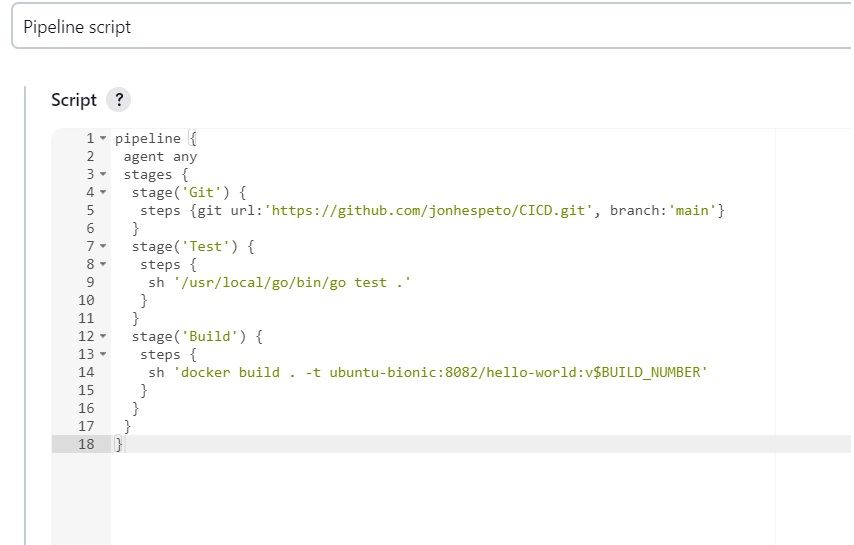 Pipeline script
Script ?
1 pipeline {
2  agent any
3  stages {
4   stage('Git') {
5    steps {git url:'https://github.com/jonhespeto/CICD.git', branch:'main'}
6   }
7   stage('Test') {
8    steps {
9     sh '/usr/local/go/bin/go test .'
10    }
11   }
12   stage('Build') {
13    steps {
14     sh 'docker build . -t ubuntu-bionic:8082/hello-world:v$BUILD_NUMBER'
15    }
16   }
17  }
18 }